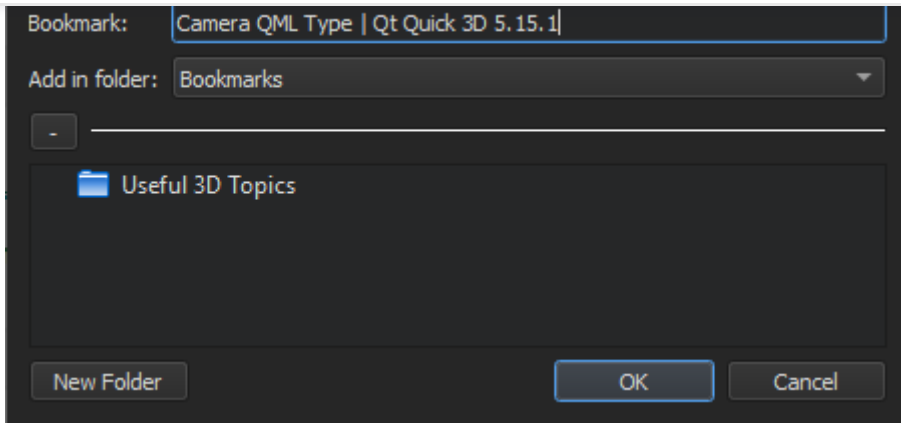 Bookmark: Camera QML Type | Qt Quick 3D 5.15.1
Add in folder: Bookmarks
-
Useful 3D Topics
New Folder OK Cancel